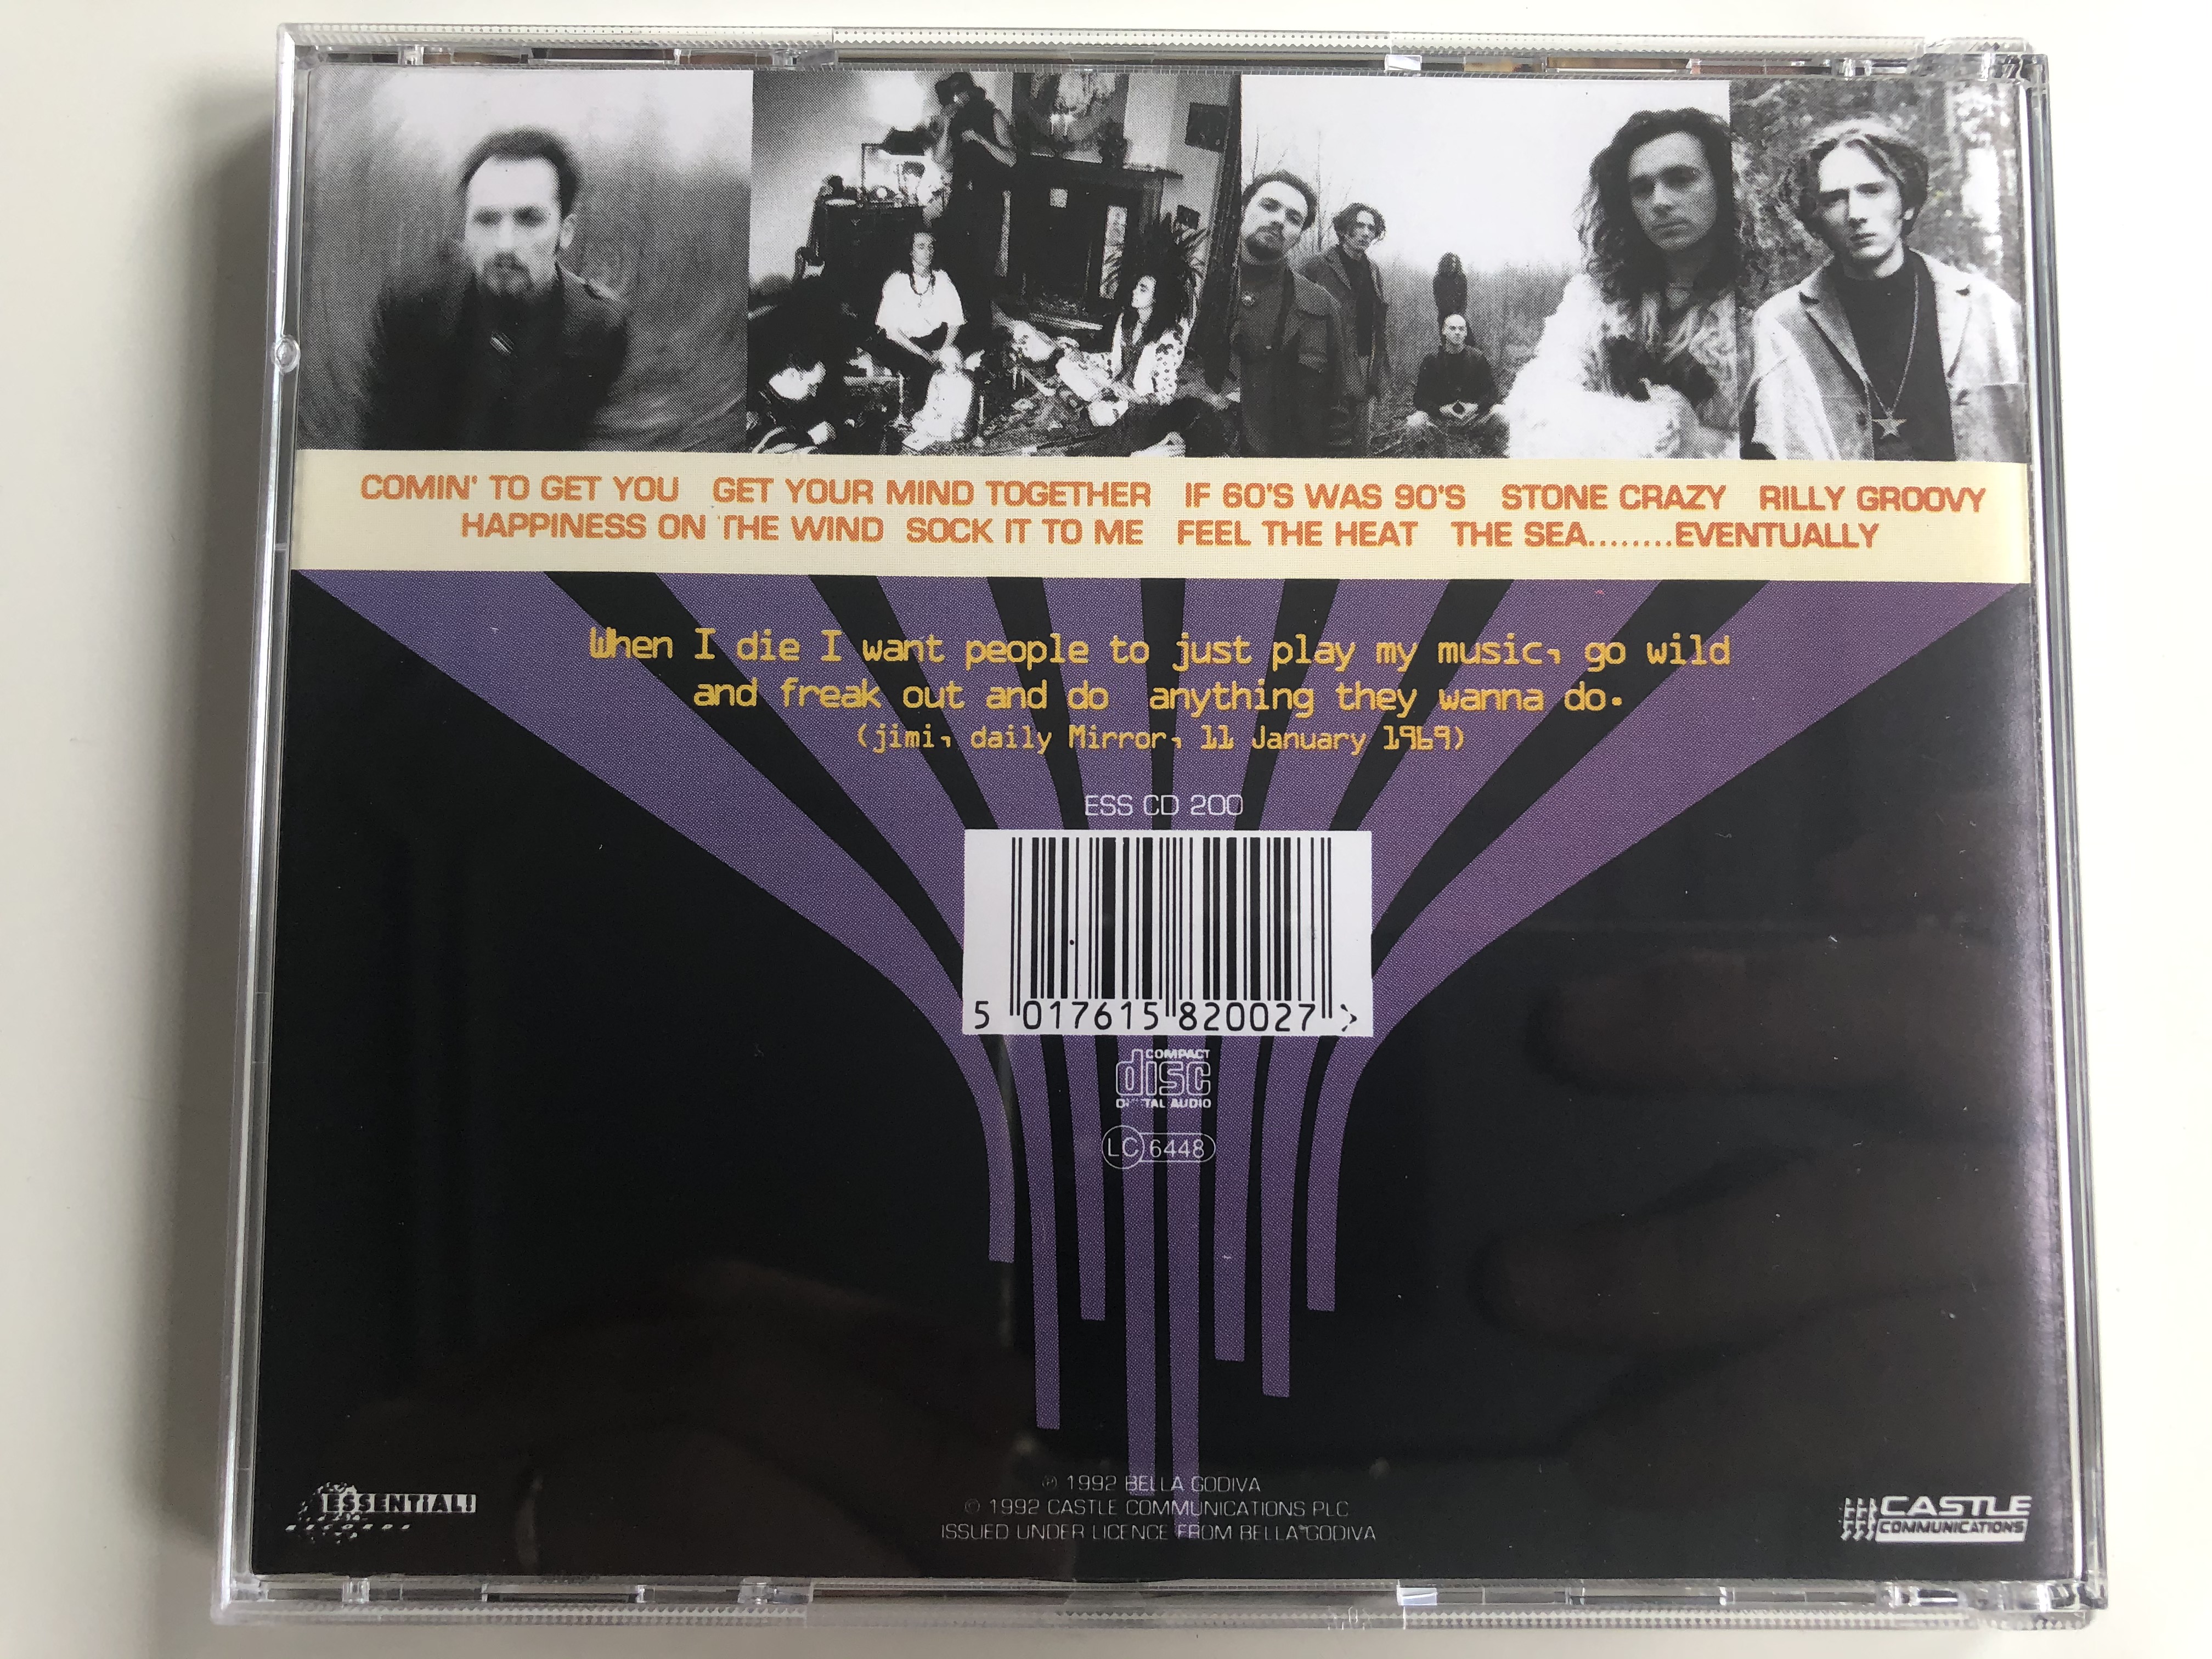 COMIN' TO GET YOU GET YOUR MIND TOGETHER IF 60'S WAS 90'S STONE CRAZY RILLY GROOVY
HAPPINESS ON THE WIND SOCK IT TO ME FEEL THE HEAT THE SEA........EVENTUALLY
When I die I want people to just play my music, go wild
and freak out and do anything they wanna do.
(jimi, daily Mirror, 11 January 1969)
ESS CD 200
5 017615 820027 >
COMPACT
disc
DIGITAL AUDIO
LC 6448
℗ 1992 BELLA GODIVA
© 1992 CASTLE COMMUNICATIONS PLC
ISSUED UNDER LICENCE FROM BELLA GODIVA
ESSENTIAL!
RECORDS
CASTLE
COMMUNICATIONS